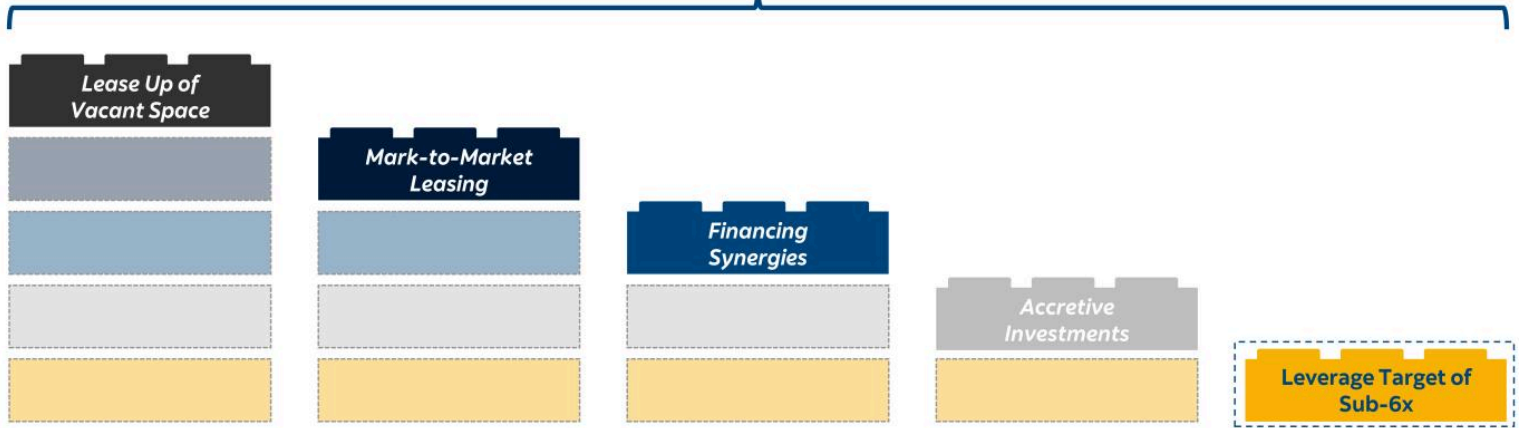 Lease Up of
Vacant Space
Mark-to-Market
Leasing
Financing
Synergies
Accretive
Investments
Leverage Target of
Sub-6x